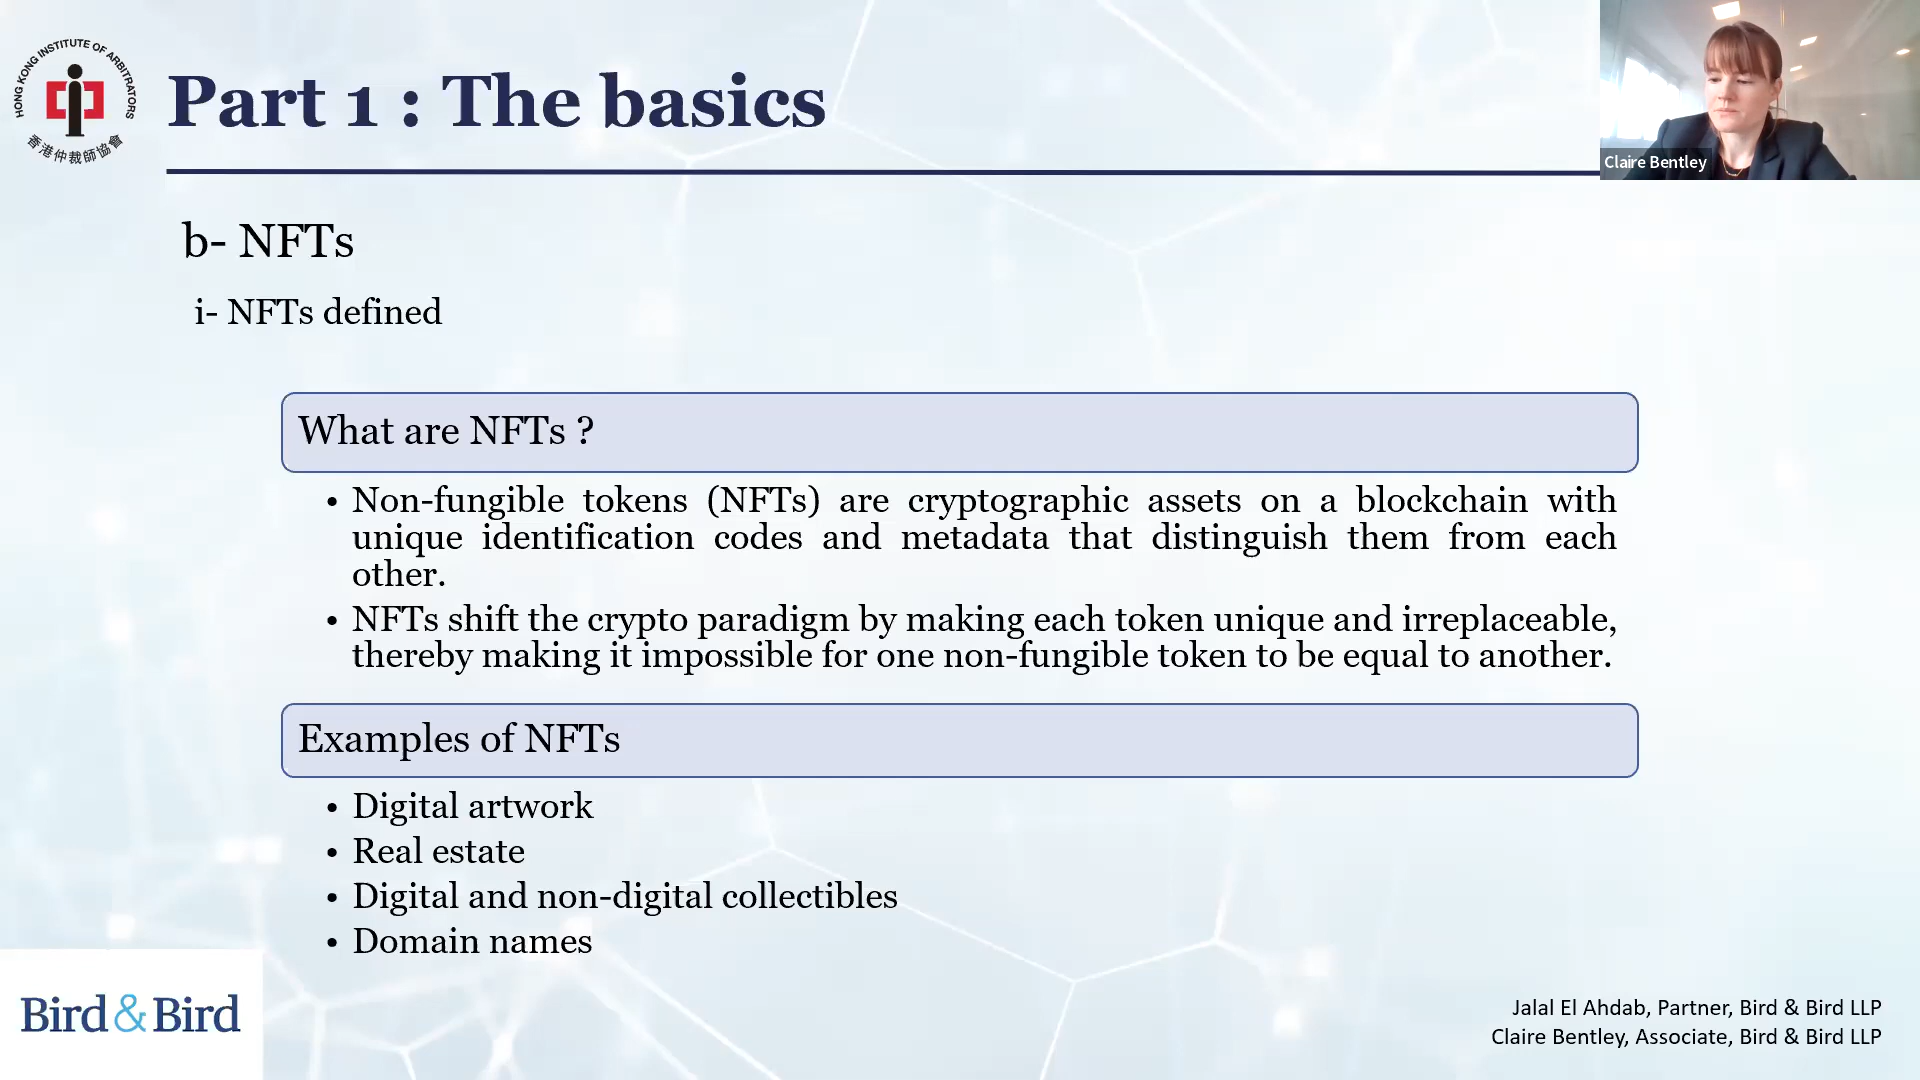 HONG KONG INSTITUTE OF ARBITRATORS
香港仲裁師協會
Part 1 : The basics
Claire Bentley
b- NFTs
i- NFTs defined
What are NFTs ?
• Non-fungible tokens (NFTs) are cryptographic assets on a blockchain with
unique identification codes and metadata that distinguish them from each
other.
• NFTs shift the crypto paradigm by making each token unique and irreplaceable,
thereby making it impossible for one non-fungible token to be equal to another.
Examples of NFTs
• Digital artwork
• Real estate
• Digital and non-digital collectibles
• Domain names
Bird & Bird
Jalal El Ahdab, Partner, Bird & Bird LLP
Claire Bentley, Associate, Bird & Bird LLP